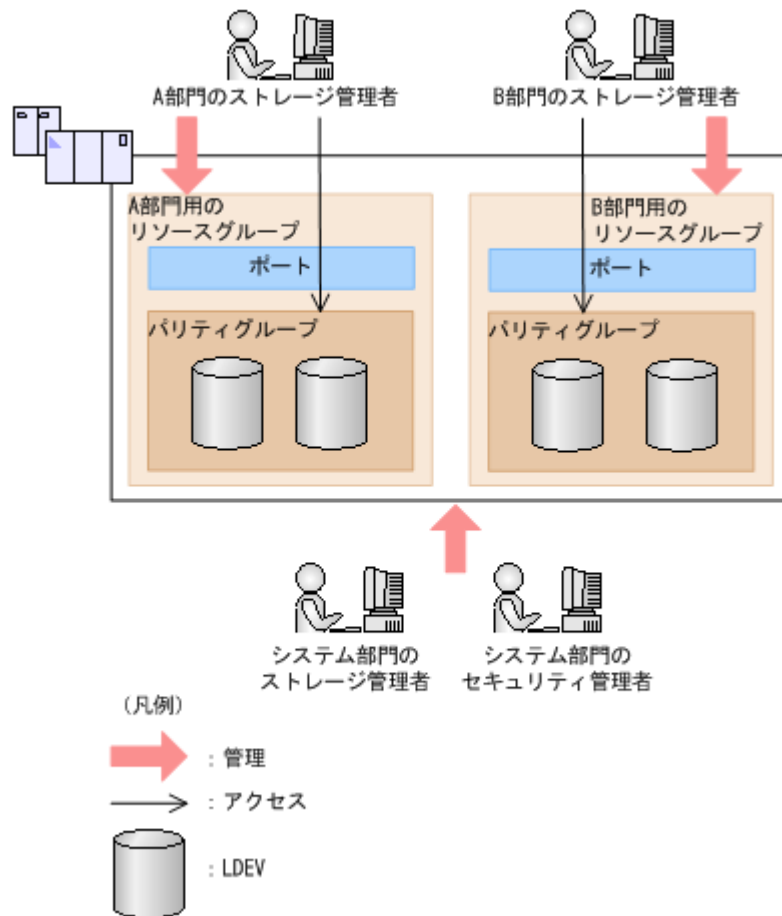 A部門のストレージ管理者
B部門のストレージ管理者
A部門用の
リソースグループ
ポート
パリティグループ
B部門用の
リソースグループ
ポート
パリティグループ
システム部門の
ストレージ管理者
システム部門の
セキュリティ管理者
(凡例)
:管理
:アクセス
:LDEV